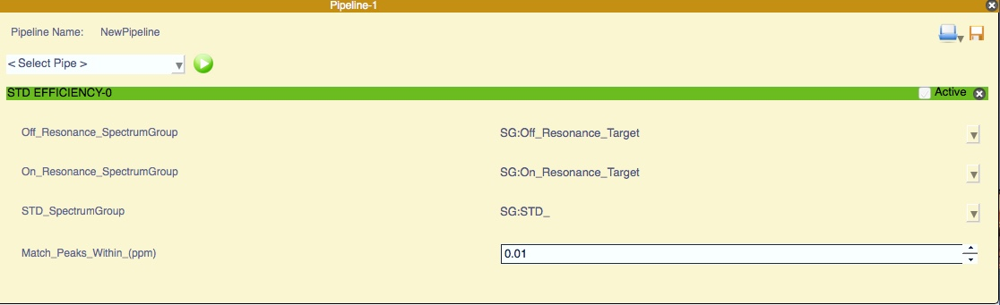 Pipeline-1
Pipeline Name: NewPipeline
< Select Pipe >
STD EFFICIENCY-0 Active
Off_Resonance_SpectrumGroup SG:Off_Resonance_Target
On_Resonance_SpectrumGroup SG:On_Resonance_Target
STD_SpectrumGroup SG:STD_
Match_Peaks_Within_(ppm) 0.01